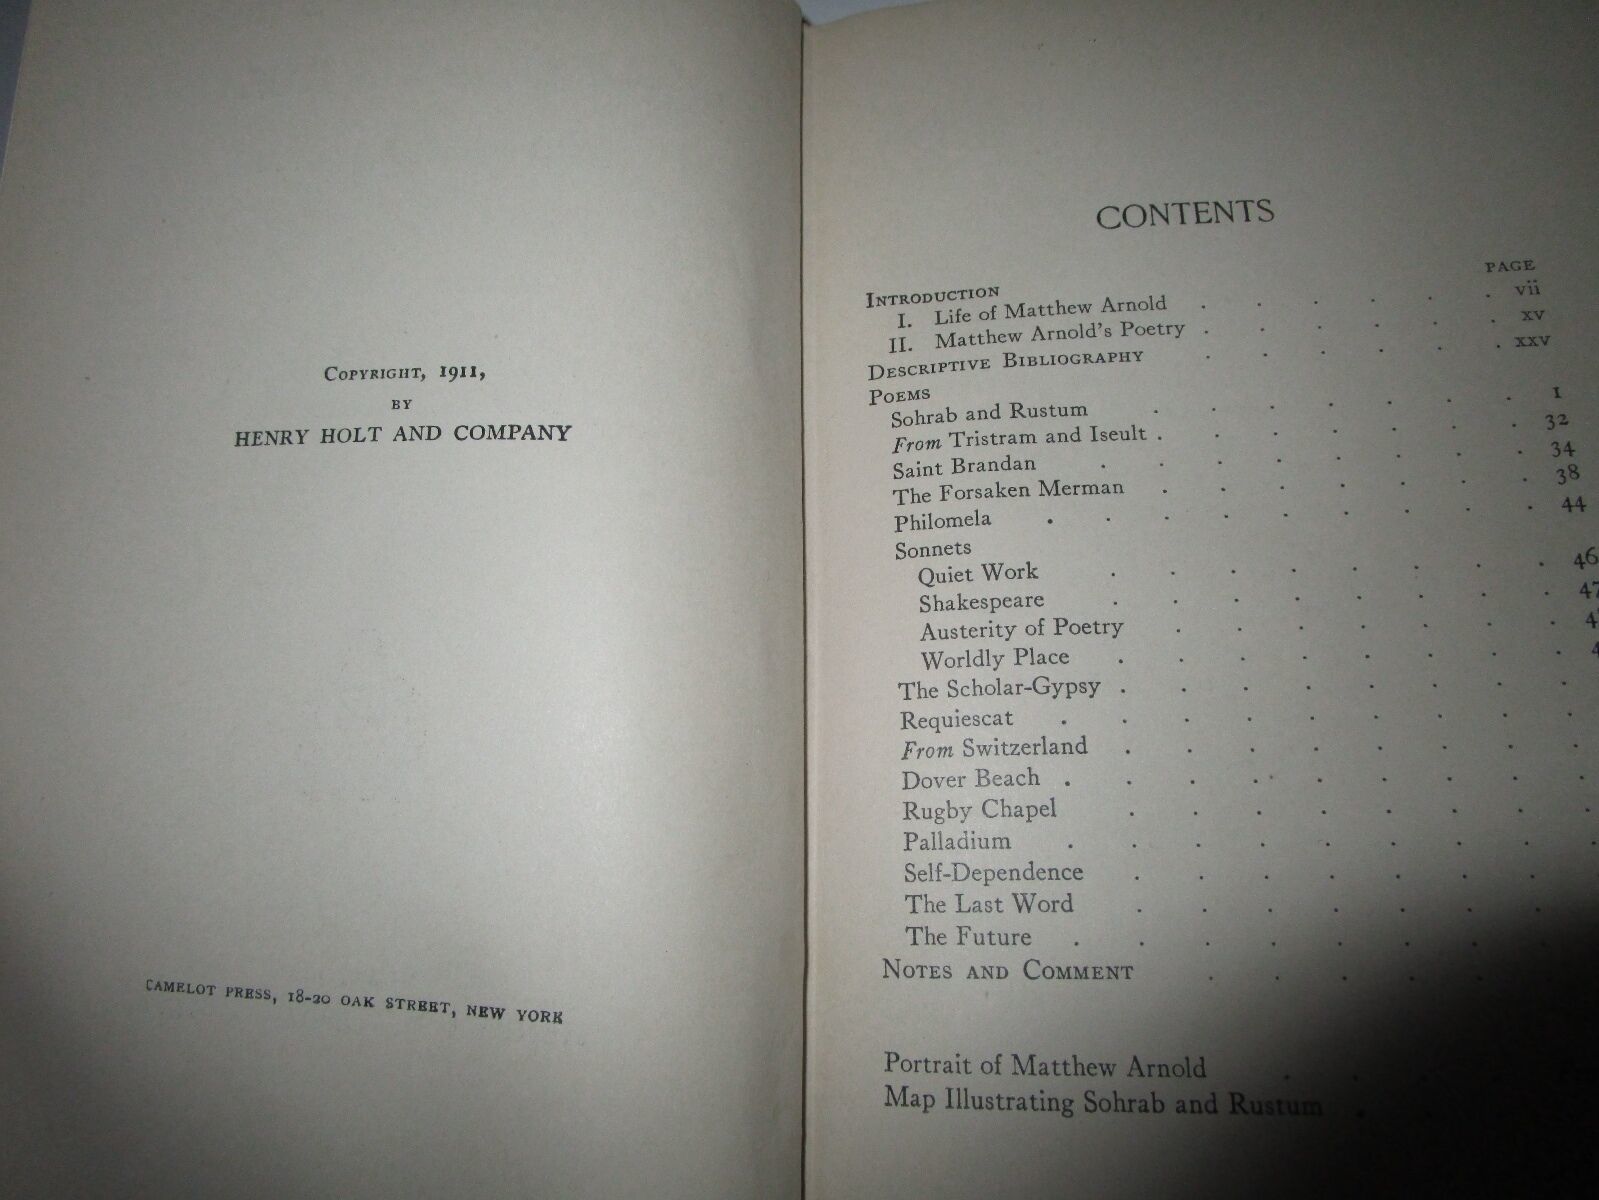 COPYRIGHT, 1911,
BY
HENRY HOLT AND COMPANY
CAMELOT PRESS, 18-20 OAK STREET, NEW YORK
CONTENTS
PAGE
INTRODUCTION
I. Life of Matthew Arnold . . . . . . vii
II. Matthew Arnold's Poetry . . . . . . xv
DESCRIPTIVE BIBLIOGRAPHY . . . . . . xxv
POEMS
Sohrab and Rustum . . . . . . . 1
From Tristram and Iseult . . . . . . . 32
Saint Brandan . . . . . . . . 34
The Forsaken Merman . . . . . . . 38
Philomela . . . . . . . . . 44
Sonnets
Quiet Work . . . . . . . . 46
Shakespeare . . . . . . . . 47
Austerity of Poetry . . . . . . .
Worldly Place . . . . . . . .
The Scholar-Gypsy . . . . . . . .
Requiescat . . . . . . . . .
From Switzerland . . . . . . . .
Dover Beach . . . . . . . . .
Rugby Chapel . . . . . . . .
Palladium . . . . . . . . .
Self-Dependence . . . . . . .
The Last Word . . . . . . .
The Future . . . . . . . .
NOTES AND COMMENT . . . . .
Portrait of Matthew Arnold . . .
Map Illustrating Sohrab and Rustum .